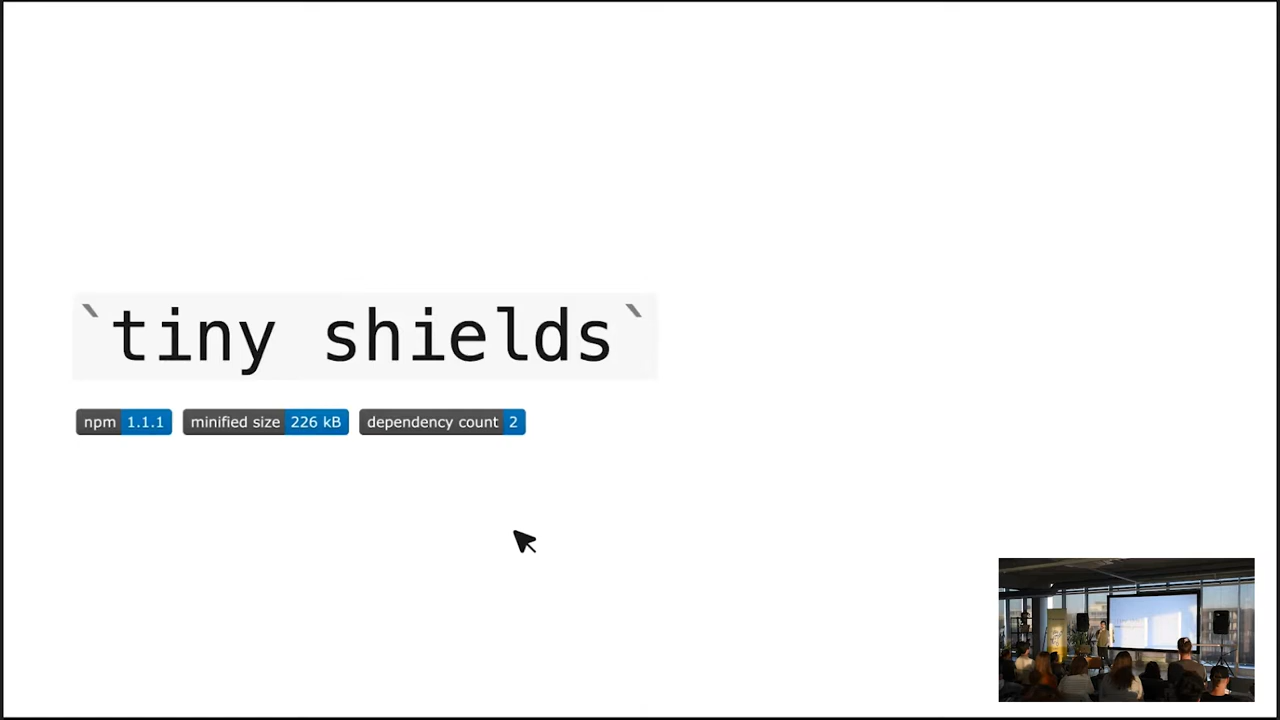 `tiny shields`
npm 1.1.1 minified size 226 kB dependency count 2